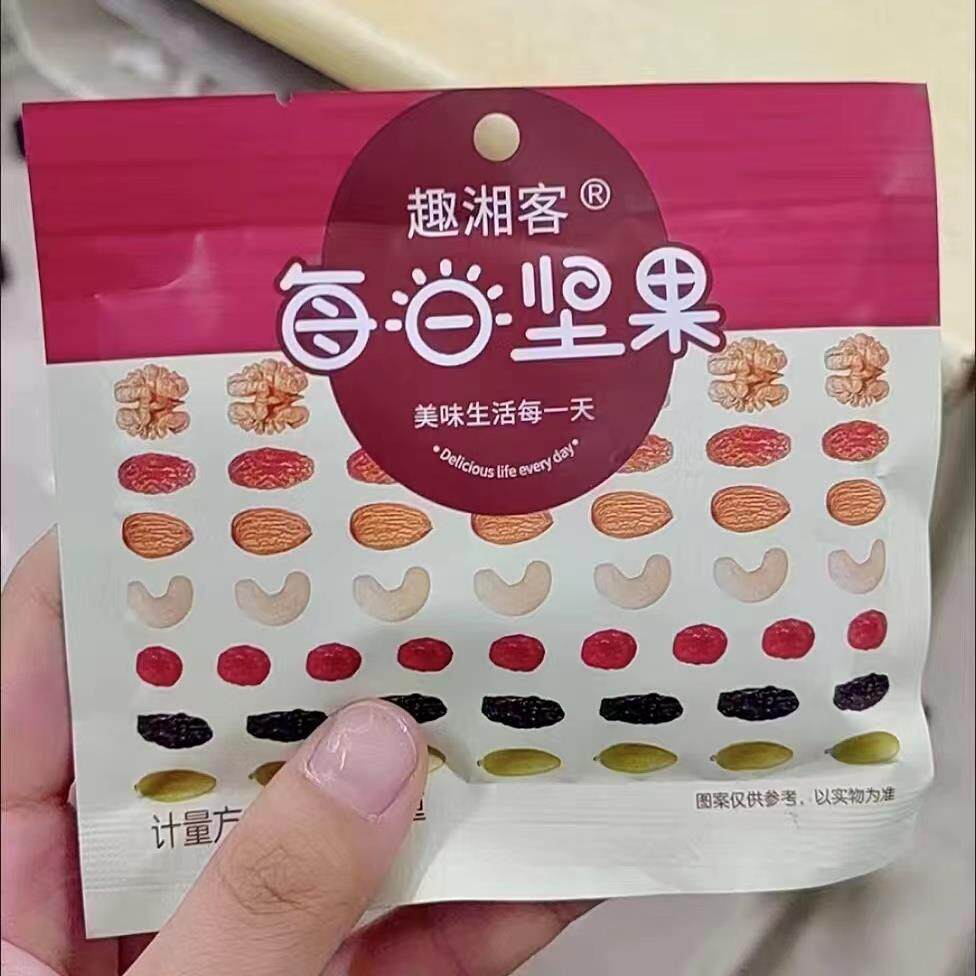 趣湘客®
每日坚果
美味生活每一天
•Delicious life every day•
图案仅供参考，以实物为准
计量方